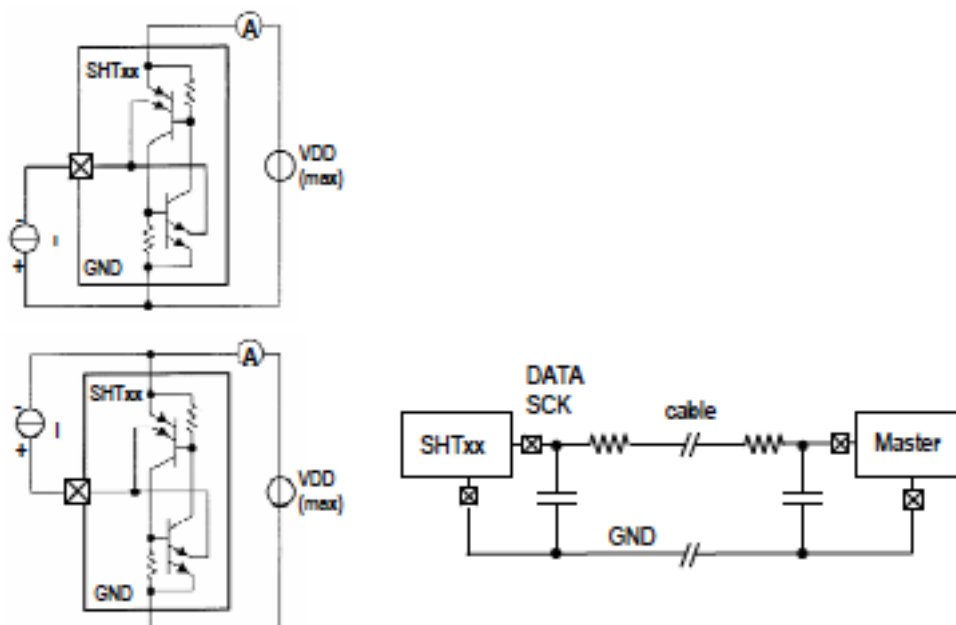 A
SHTxx
VDD
(max)
-
I
+
GND
A
SHTxx
-
I
+
VDD
(max)
GND
DATA
SCK
cable
SHTxx
Master
GND